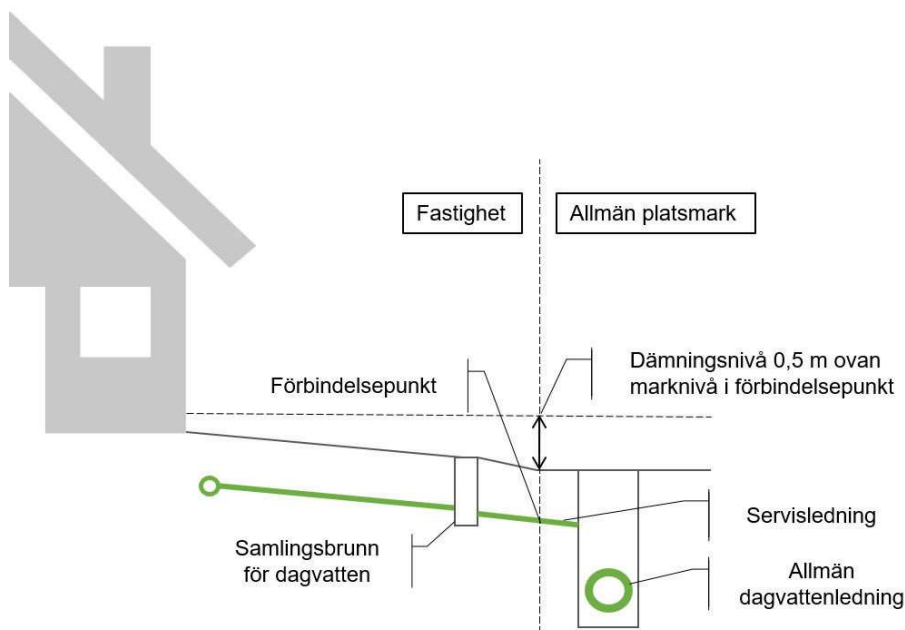 Fastighet
Allmän platsmark
Förbindelsepunkt
Dämningsnivå 0,5 m ovan
marknivå i förbindelsepunkt
Samlingsbrunn
för dagvatten
Servisledning
Allmän
dagvattenledning